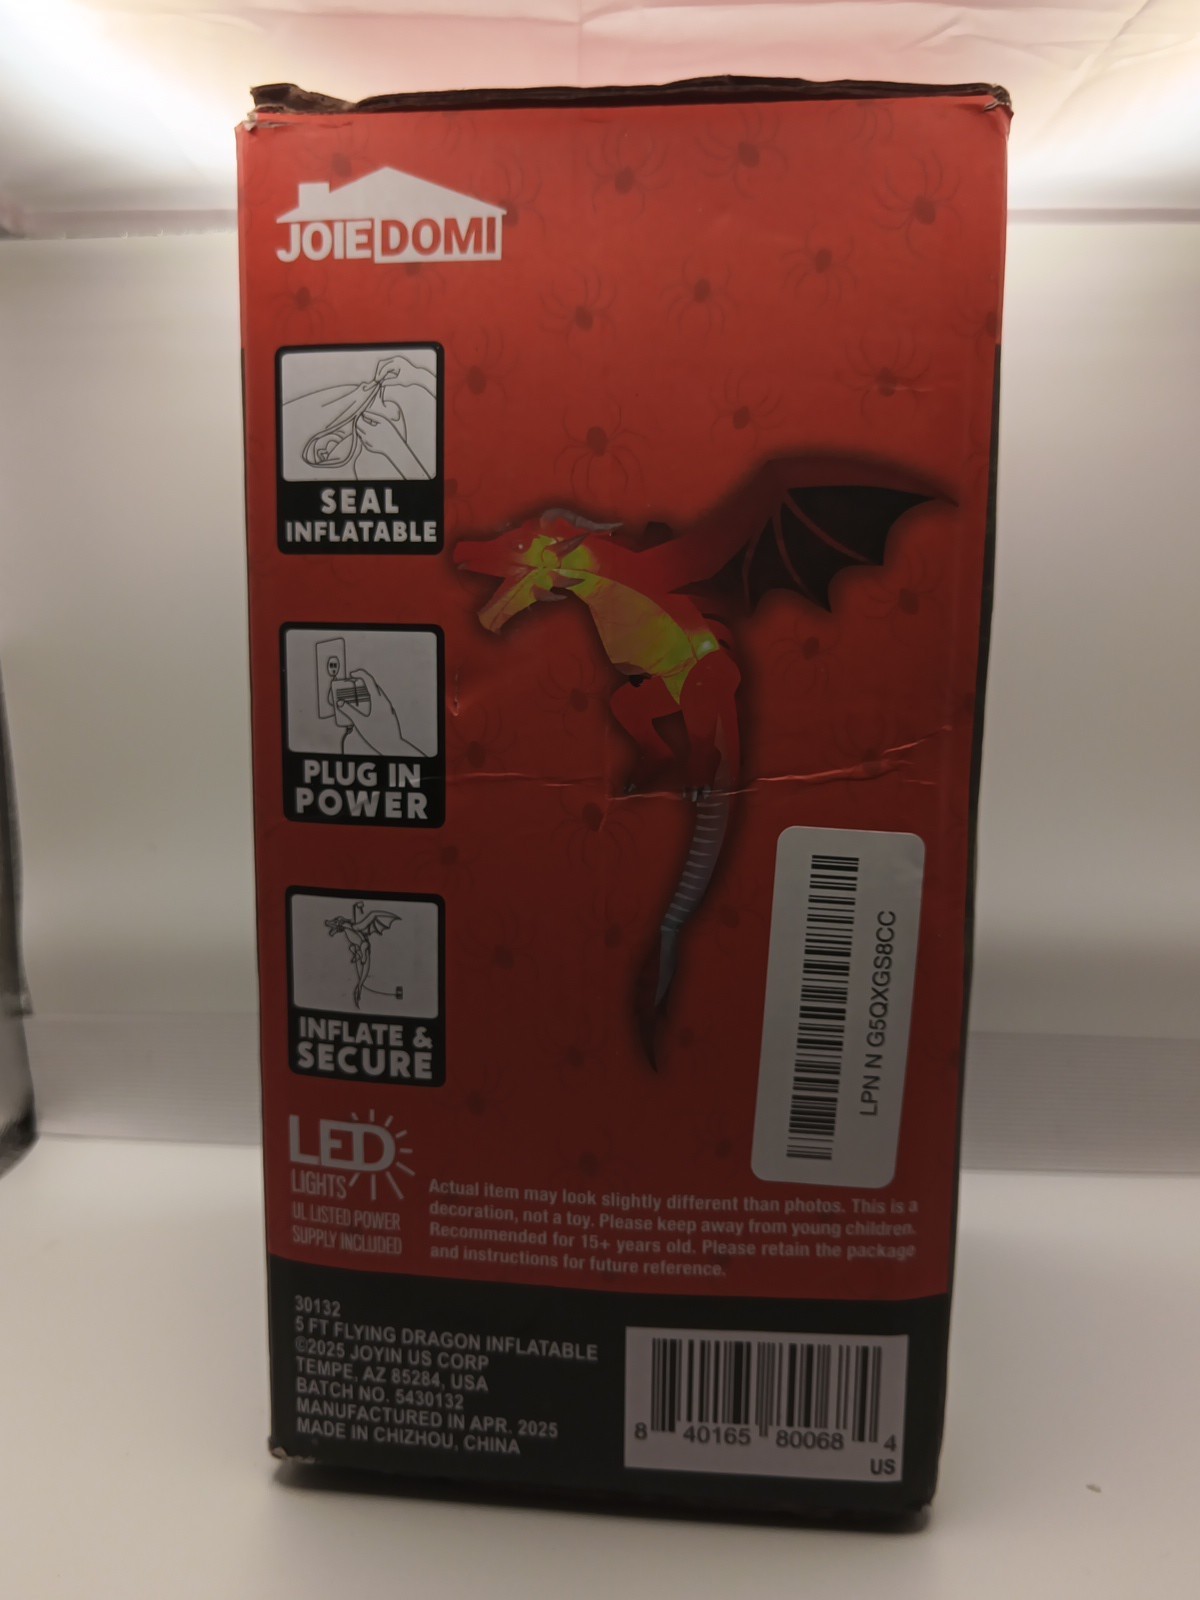 JOIEDOMI
SEAL
INFLATABLE
PLUG IN
POWER
INFLATE &
SECURE
LPN N G5QXGS8CC
LED
LIGHTS
UL LISTED POWER
SUPPLY INCLUDED
Actual item may look slightly different than photos. This is a
decoration, not a toy. Please keep away from young children.
Recommended for 15+ years old. Please retain the package
and instructions for future reference.
30132
5 FT FLYING DRAGON INFLATABLE
©2025 JOYIN US CORP
TEMPE, AZ 85284, USA
BATCH NO. 5430132
MANUFACTURED IN APR. 2025
MADE IN CHIZHOU, CHINA
8 40165 80068 4
US